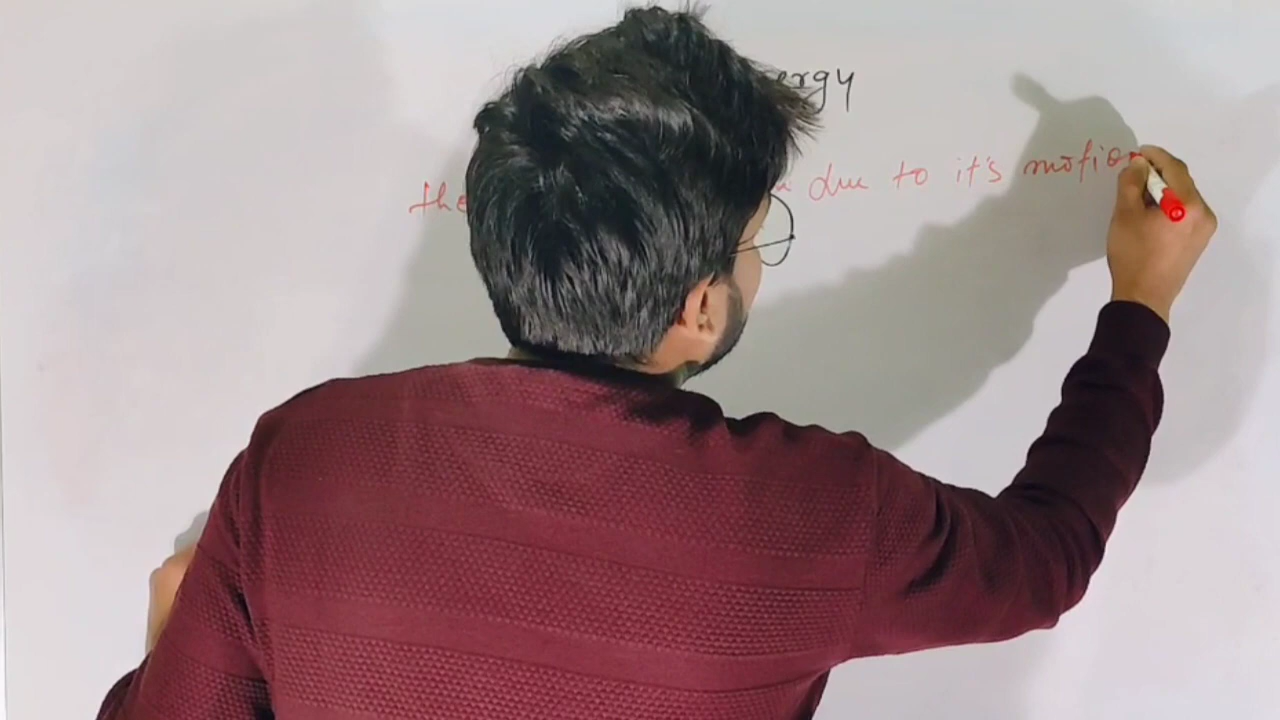 ergy
the due to it's motion